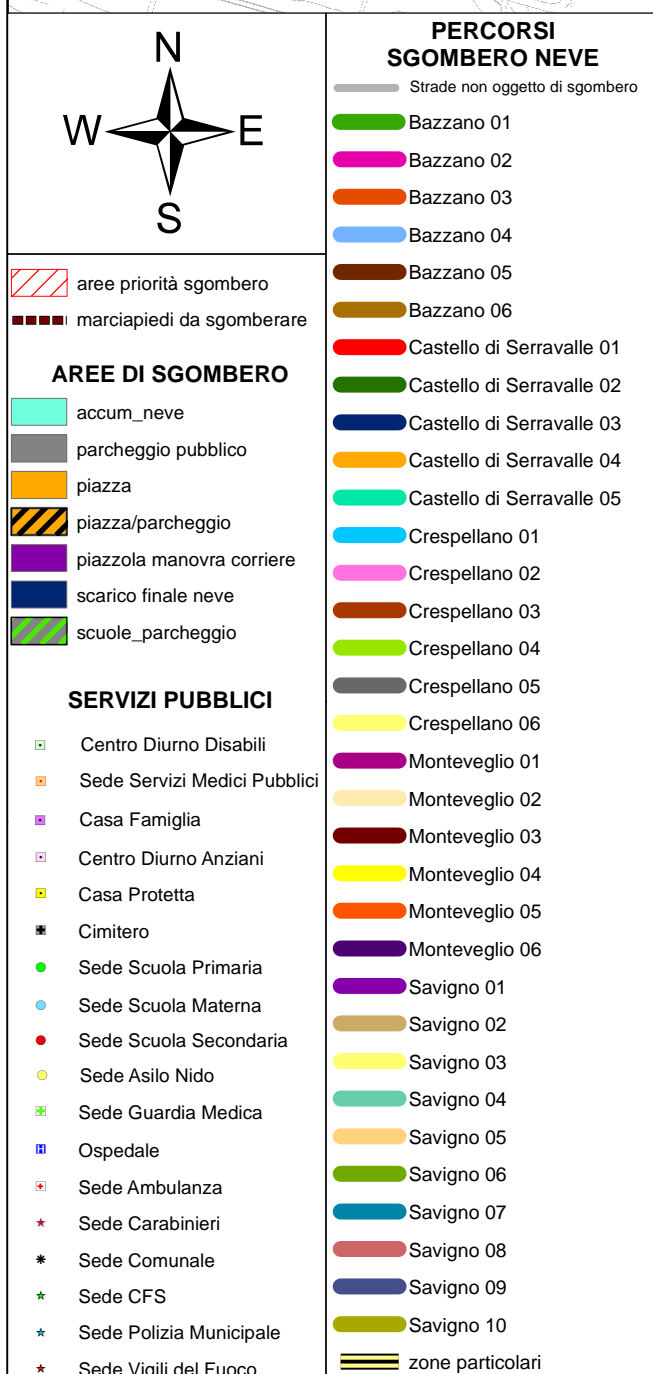 N
W E
S
aree priorità sgombero
marciapiedi da sgomberare
AREE DI SGOMBERO
accum_neve
parcheggio pubblico
piazza
piazza/parcheggio
piazzola manovra corriere
scarico finale neve
scuole_parcheggio
SERVIZI PUBBLICI
Centro Diurno Disabili
Sede Servizi Medici Pubblici
Casa Famiglia
Centro Diurno Anziani
Casa Protetta
Cimitero
Sede Scuola Primaria
Sede Scuola Materna
Sede Scuola Secondaria
Sede Asilo Nido
Sede Guardia Medica
H Ospedale
Sede Ambulanza
Sede Carabinieri
Sede Comunale
Sede CFS
Sede Polizia Municipale
Sede Vigili del Fuoco
PERCORSI
SGOMBERO NEVE
Strade non oggetto di sgombero
Bazzano 01
Bazzano 02
Bazzano 03
Bazzano 04
Bazzano 05
Bazzano 06
Castello di Serravalle 01
Castello di Serravalle 02
Castello di Serravalle 03
Castello di Serravalle 04
Castello di Serravalle 05
Crespellano 01
Crespellano 02
Crespellano 03
Crespellano 04
Crespellano 05
Crespellano 06
Monteveglio 01
Monteveglio 02
Monteveglio 03
Monteveglio 04
Monteveglio 05
Monteveglio 06
Savigno 01
Savigno 02
Savigno 03
Savigno 04
Savigno 05
Savigno 06
Savigno 07
Savigno 08
Savigno 09
Savigno 10
zone particolari